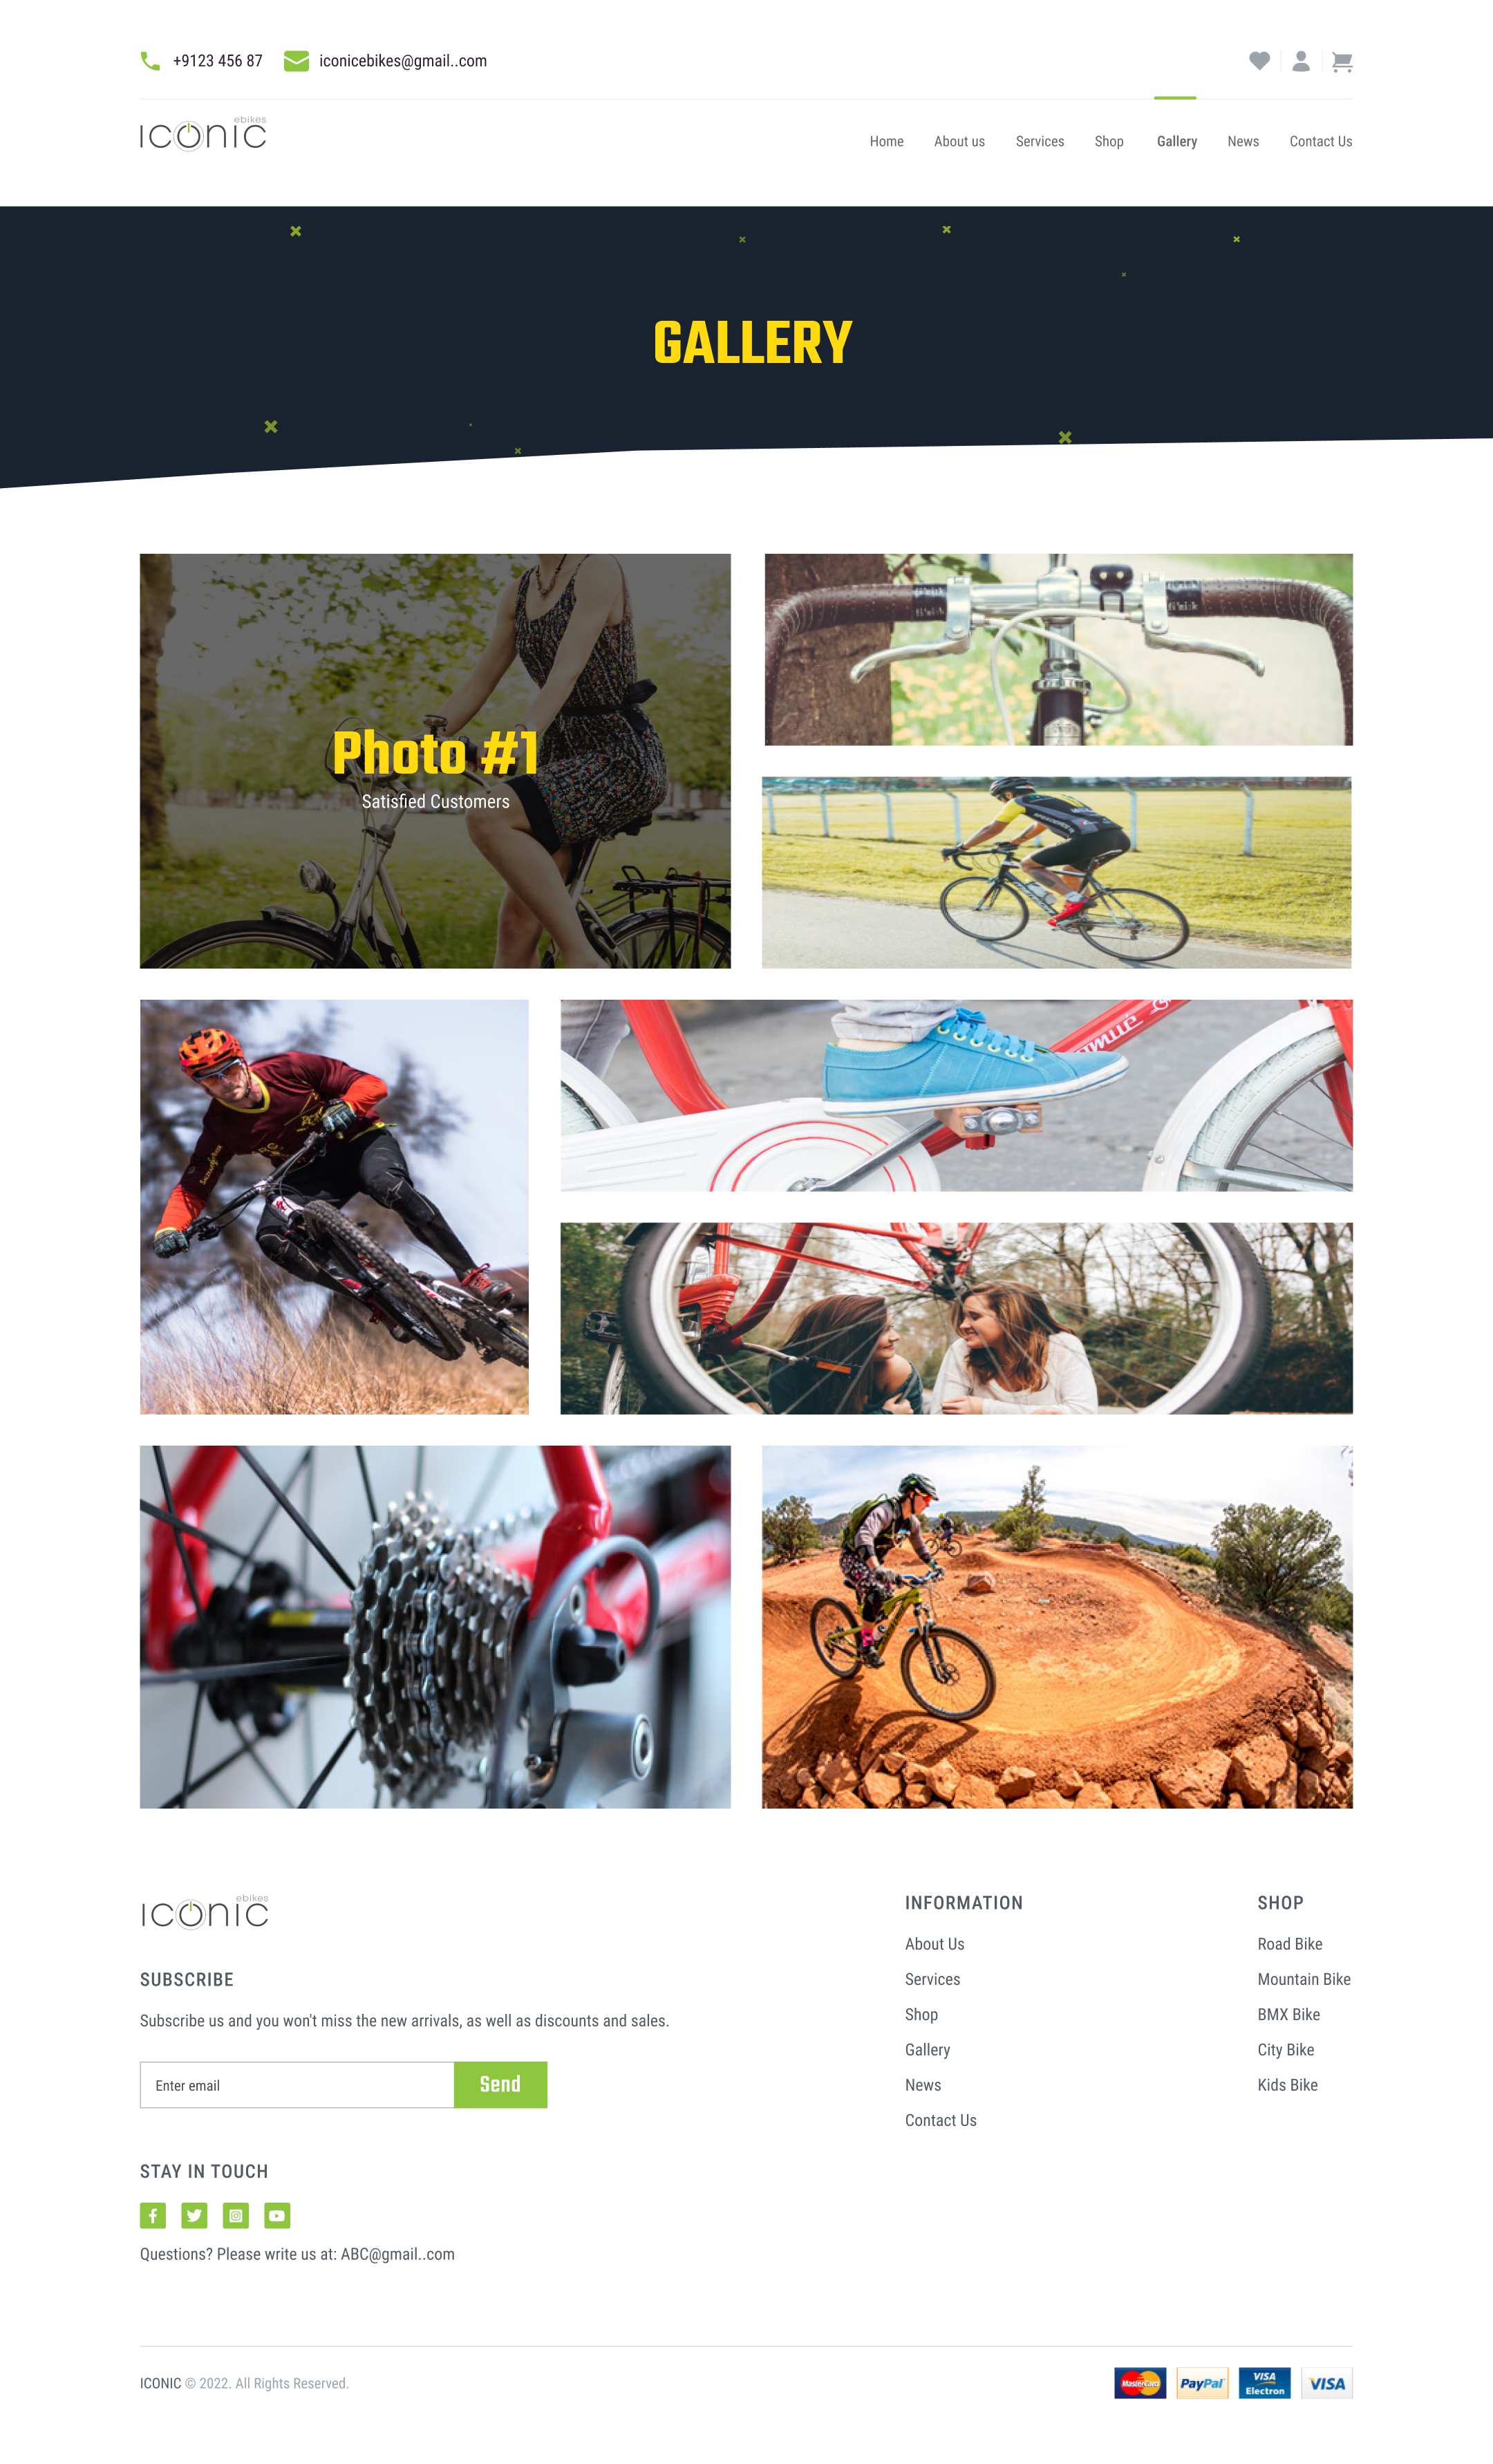 +9123 456 87
iconicebikes@gmail..com
ebikes
ICONIC
Home
About us
Services
Shop
Gallery
News
Contact Us
GALLERY
Photo #1
Satisfied Customers
ebikes
ICONIC
SUBSCRIBE
Subscribe us and you won't miss the new arrivals, as well as discounts and sales.
Enter email
Send
STAY IN TOUCH
Questions? Please write us at: ABC@gmail..com
INFORMATION
About Us
Services
Shop
Gallery
News
Contact Us
SHOP
Road Bike
Mountain Bike
BMX Bike
City Bike
Kids Bike
ICONIC © 2022. All Rights Reserved.
MasterCard
PayPal
VISA
Electron
VISA